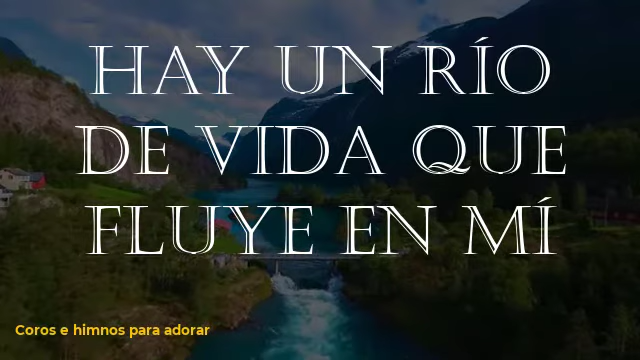 HAY UN RÍO
DE VIDA QUE
FLUYE EN MÍ
Coros e himnos para adorar